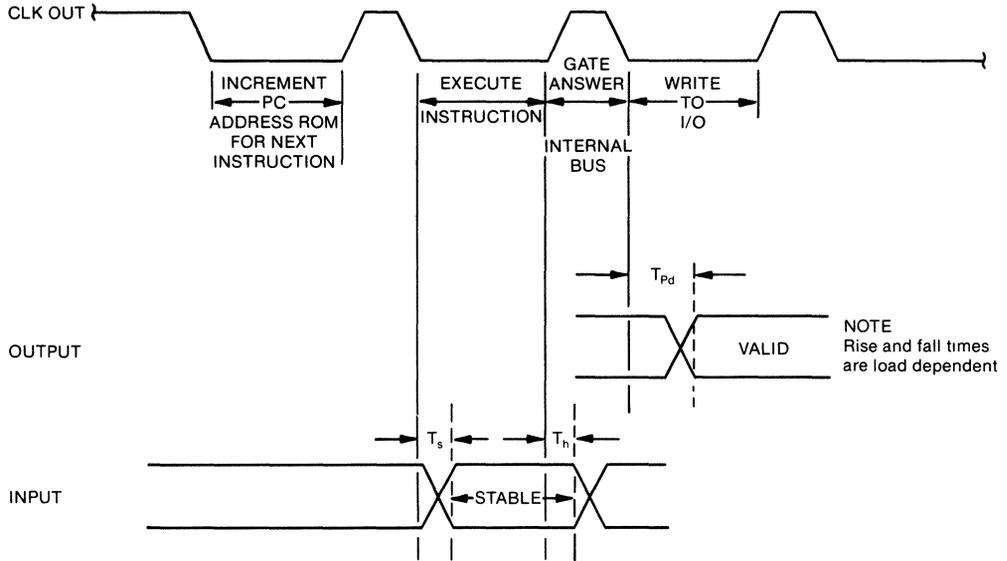 CLK OUT
INCREMENT
PC
ADDRESS ROM
FOR NEXT
INSTRUCTION
EXECUTE
INSTRUCTION
GATE
ANSWER
INTERNAL
BUS
WRITE
TO
I/O
TPd
OUTPUT
VALID
NOTE
Rise and fall times
are load dependent
Ts
Th
INPUT
STABLE